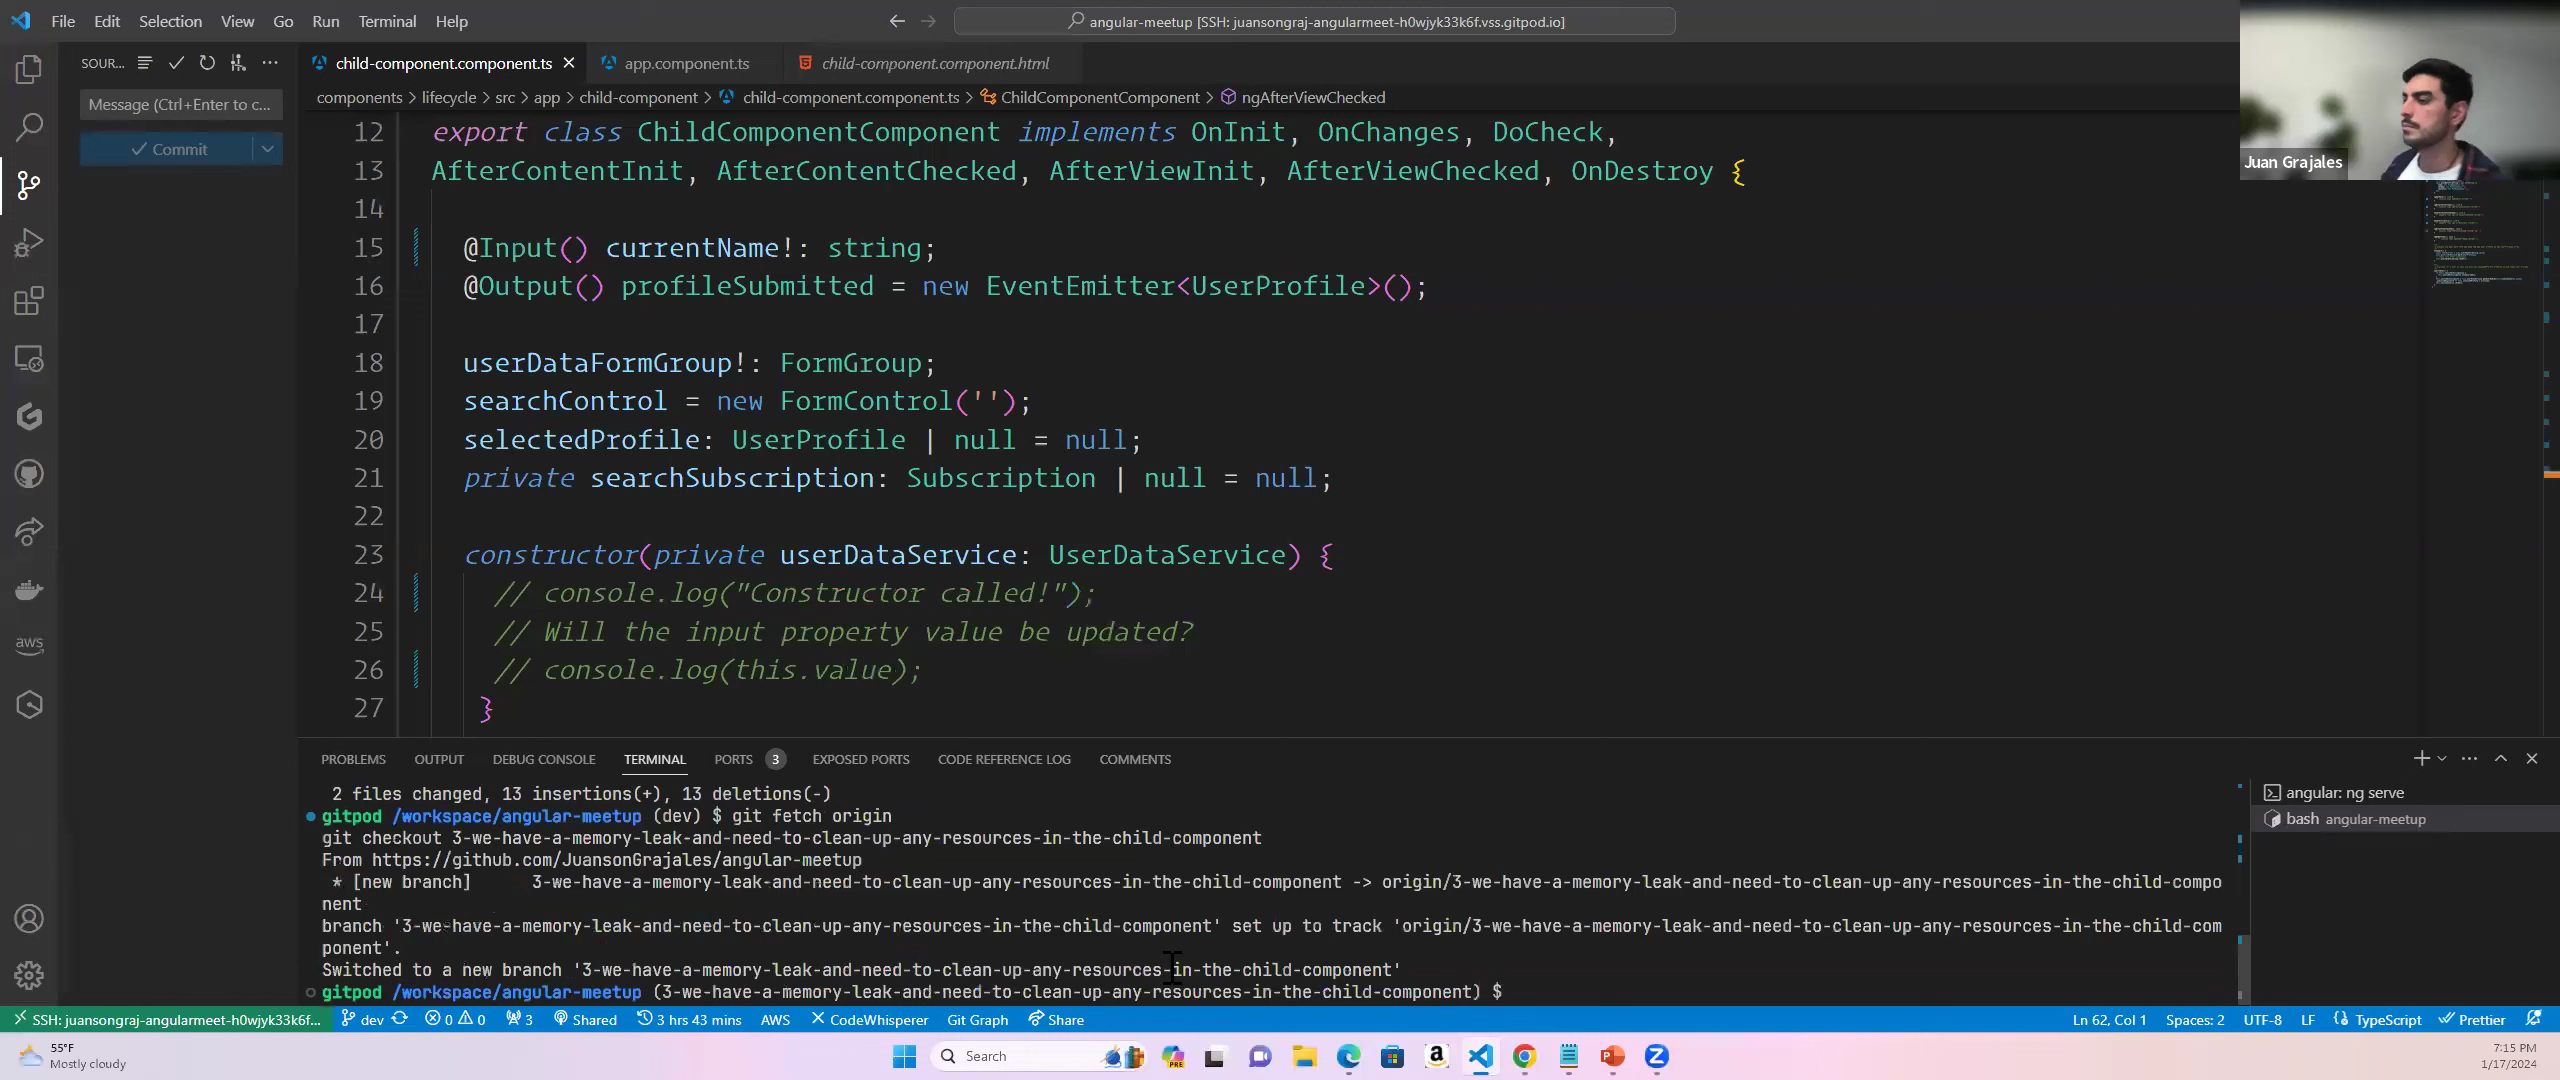 File Edit Selection View Go Run Terminal Help
angular-meetup [SSH: juansongraj-angularmeet-h0wjyk33k6f.vss.gitpod.io]
SOUR...
child-component.component.ts
app.component.ts
child-component.component.html
Message (Ctrl+Enter to c...
Commit
components > lifecycle > src > app > child-component > child-component.component.ts > ChildComponentComponent > ngAfterViewChecked
12 export class ChildComponentComponent implements OnInit, OnChanges, DoCheck,
13 AfterContentInit, AfterContentChecked, AfterViewInit, AfterViewChecked, OnDestroy {
14
15 @Input() currentName!: string;
16 @Output() profileSubmitted = new EventEmitter<UserProfile>();
17
18 userDataFormGroup!: FormGroup;
19 searchControl = new FormControl('');
20 selectedProfile: UserProfile | null = null;
21 private searchSubscription: Subscription | null = null;
22
23 constructor(private userDataService: UserDataService) {
24 // console.log("Constructor called!");
25 // Will the input property value be updated?
26 // console.log(this.value);
27 }
Juan Grajales
aws
PROBLEMS OUTPUT DEBUG CONSOLE TERMINAL PORTS 3 EXPOSED PORTS CODE REFERENCE LOG COMMENTS
2 files changed, 13 insertions(+), 13 deletions(-)
gitpod /workspace/angular-meetup (dev) $ git fetch origin
git checkout 3-we-have-a-memory-leak-and-need-to-clean-up-any-resources-in-the-child-component
From https://github.com/JuansonGrajales/angular-meetup
* [new branch] 3-we-have-a-memory-leak-and-need-to-clean-up-any-resources-in-the-child-component -> origin/3-we-have-a-memory-leak-and-need-to-clean-up-any-resources-in-the-child-compo
nent
branch '3-we-have-a-memory-leak-and-need-to-clean-up-any-resources-in-the-child-component' set up to track 'origin/3-we-have-a-memory-leak-and-need-to-clean-up-any-resources-in-the-child-com
ponent'.
Switched to a new branch '3-we-have-a-memory-leak-and-need-to-clean-up-any-resources-in-the-child-component'
gitpod /workspace/angular-meetup (3-we-have-a-memory-leak-and-need-to-clean-up-any-resources-in-the-child-component) $
angular: ng serve
bash angular-meetup
SSH: juansongraj-angularmeet-h0wjyk33k6f... dev 0 0 3 Shared 3 hrs 43 mins AWS CodeWhisperer Git Graph Share
Ln 62, Col 1 Spaces: 2 UTF-8 LF TypeScript Prettier
55°F
Mostly cloudy
Search
PRE
7:15 PM
1/17/2024